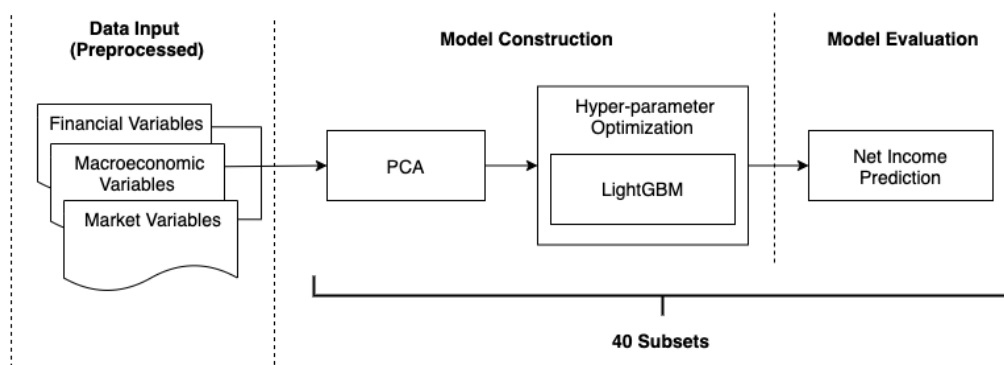 Data Input
(Preprocessed)
Model Construction
Model Evaluation
Financial Variables
Macroeconomic
Variables
Market Variables
PCA
Hyper-parameter
Optimization
LightGBM
Net Income
Prediction
40 Subsets